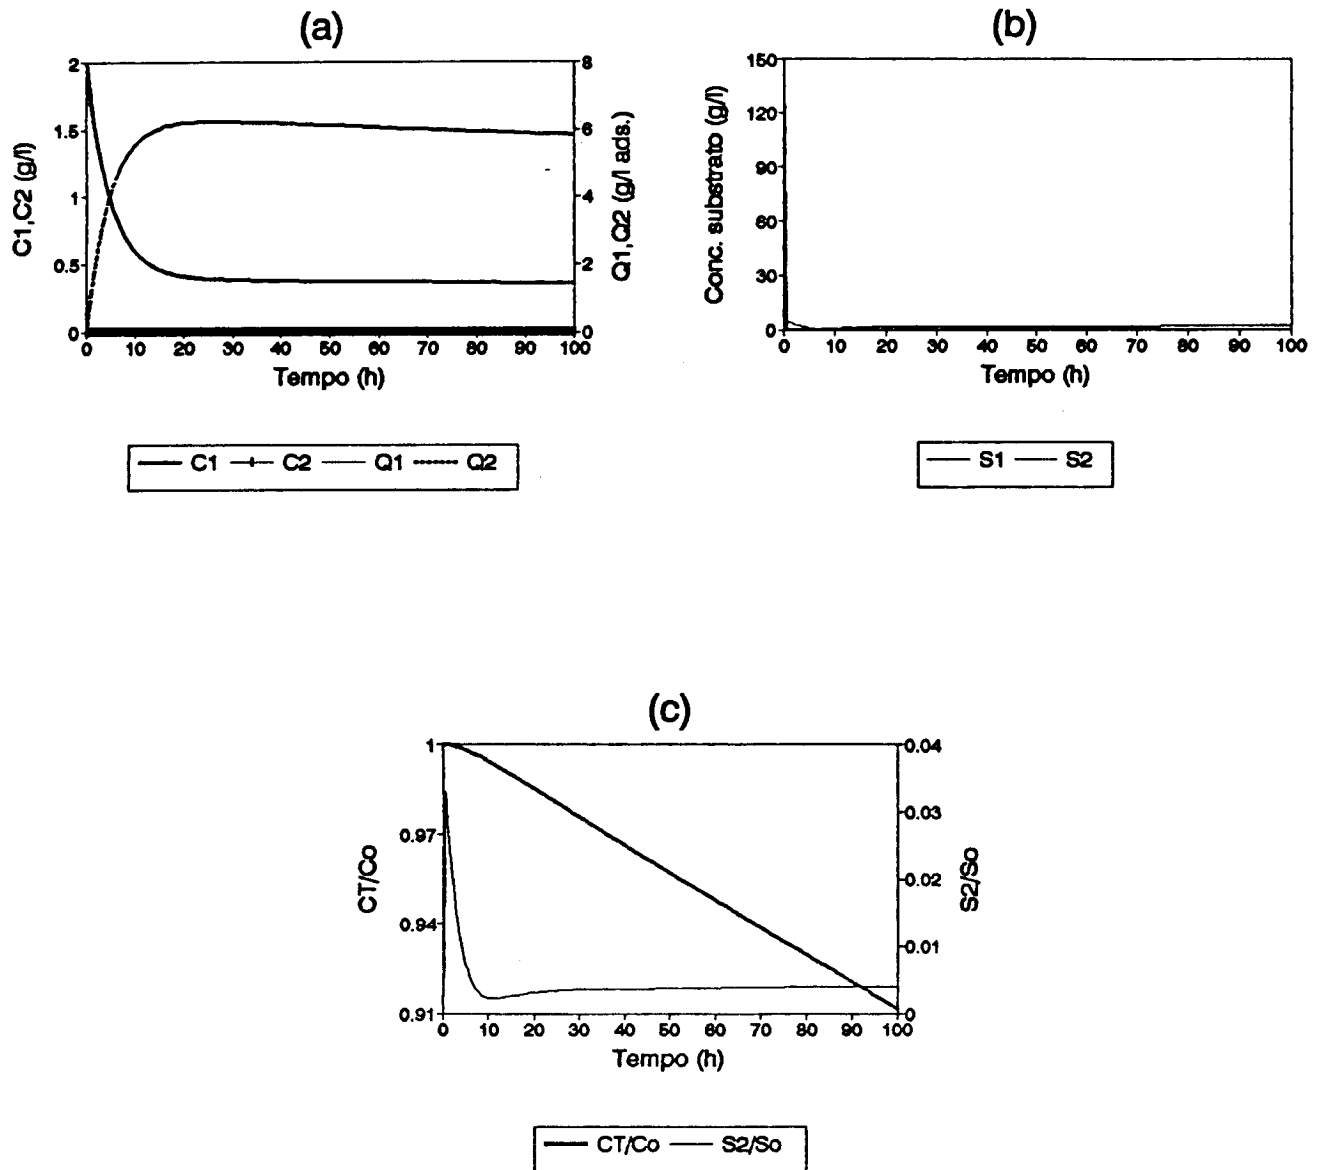 (a)
2
1.5
1
0.5
0
8
6
4
2
0
C1,C2 (g/l)
Q1,Q2 (g/l ads.)
0 10 20 30 40 50 60 70 80 90 100
Tempo (h)
C1 C2 Q1 Q2
(b)
150
120
90
60
30
0
Conc. substrato (g/l)
0 10 20 30 40 50 60 70 80 90 100
Tempo (h)
S1 S2
(c)
1
0.97
0.94
0.91
0.04
0.03
0.02
0.01
0
CT/Co
S2/So
0 10 20 30 40 50 60 70 80 90 100
Tempo (h)
CT/Co S2/So